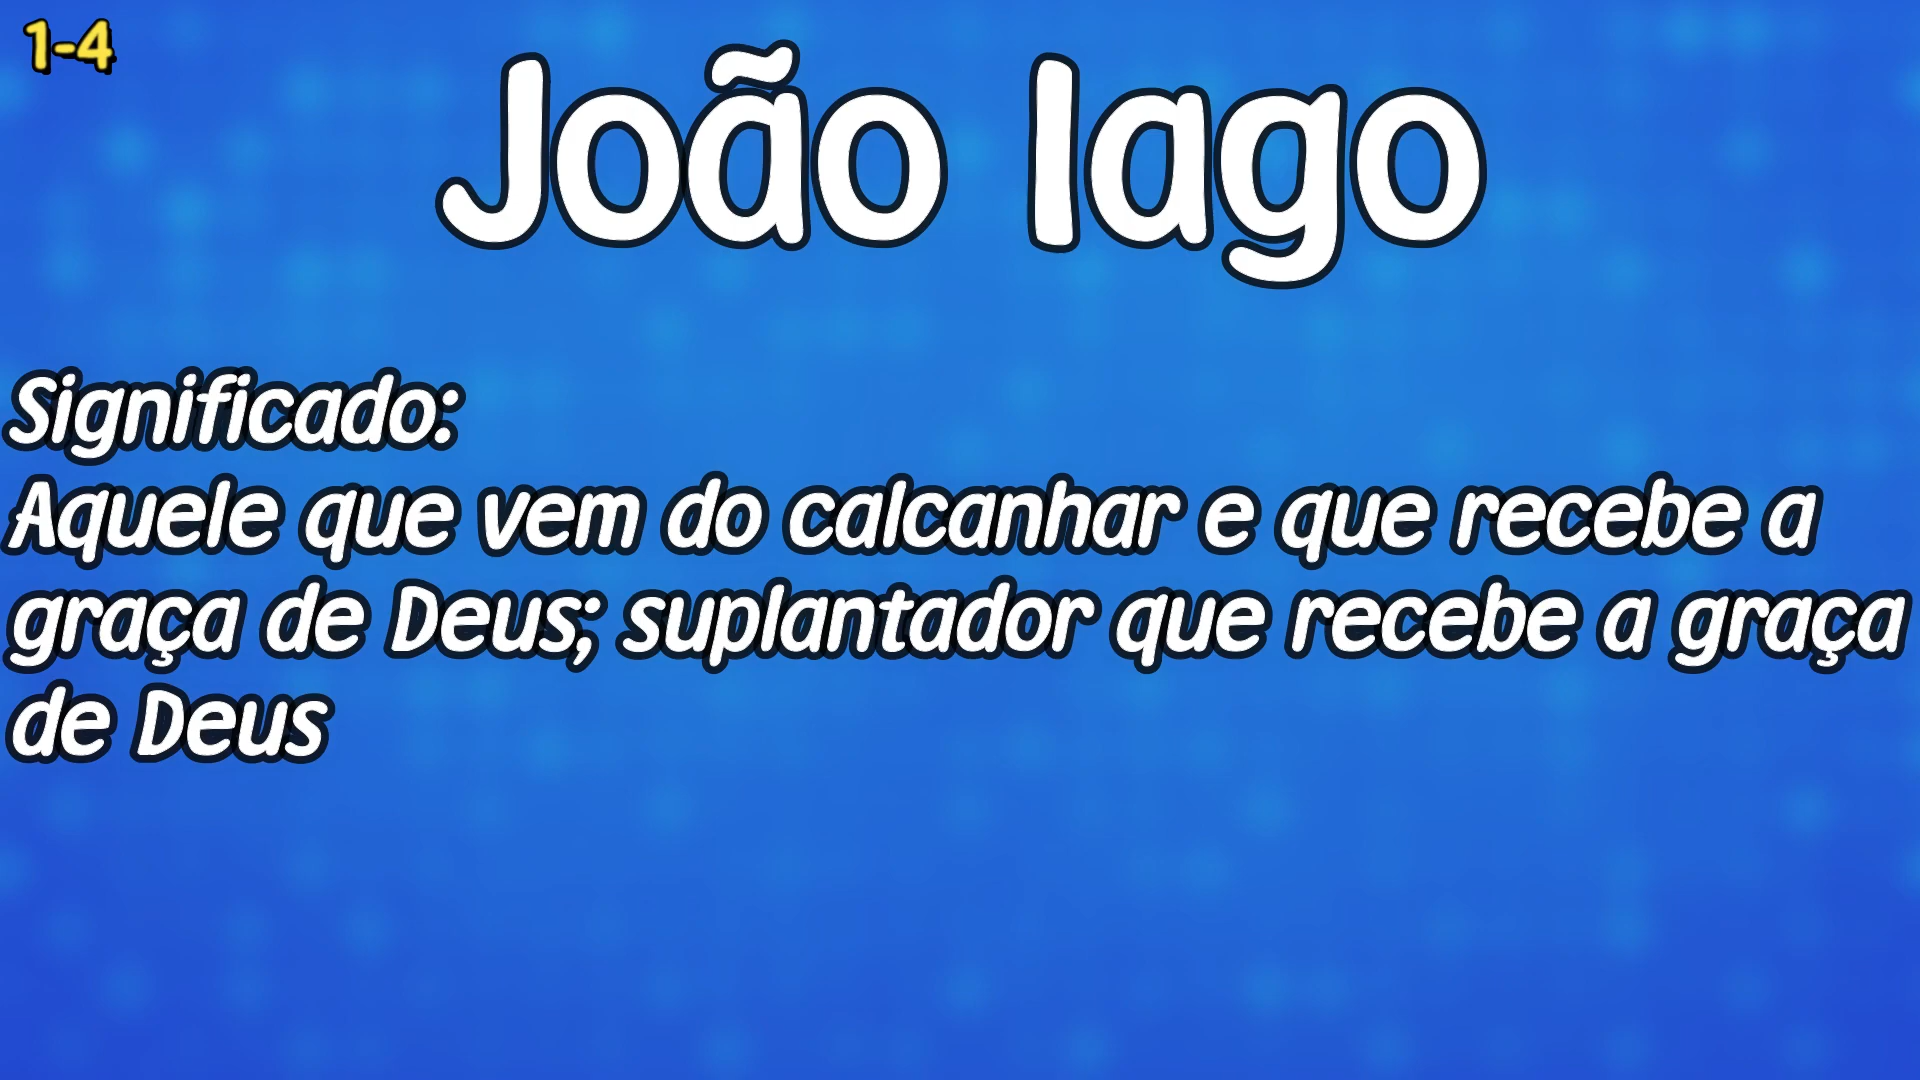 1-4
João Iago
Significado:
Aquele que vem do calcanhar e que recebe a
graça de Deus; suplantador que recebe a graça
de Deus